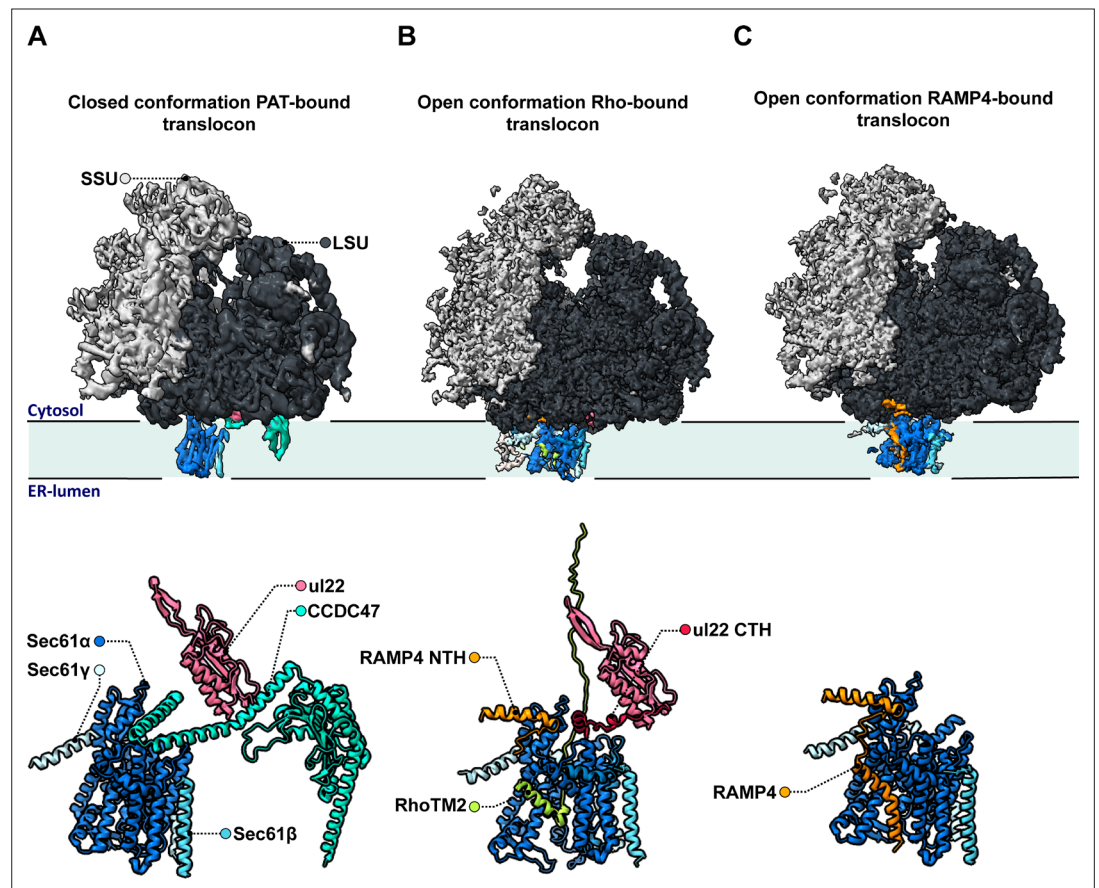 A
B
C
Closed conformation PAT-bound
translocon
Open conformation Rho-bound
translocon
Open conformation RAMP4-bound
translocon
SSU
LSU
Cytosol
ER-lumen
ul22
CCDC47
Sec61α
Sec61γ
Sec61β
ul22 CTH
RAMP4 NTH
RhoTM2
RAMP4